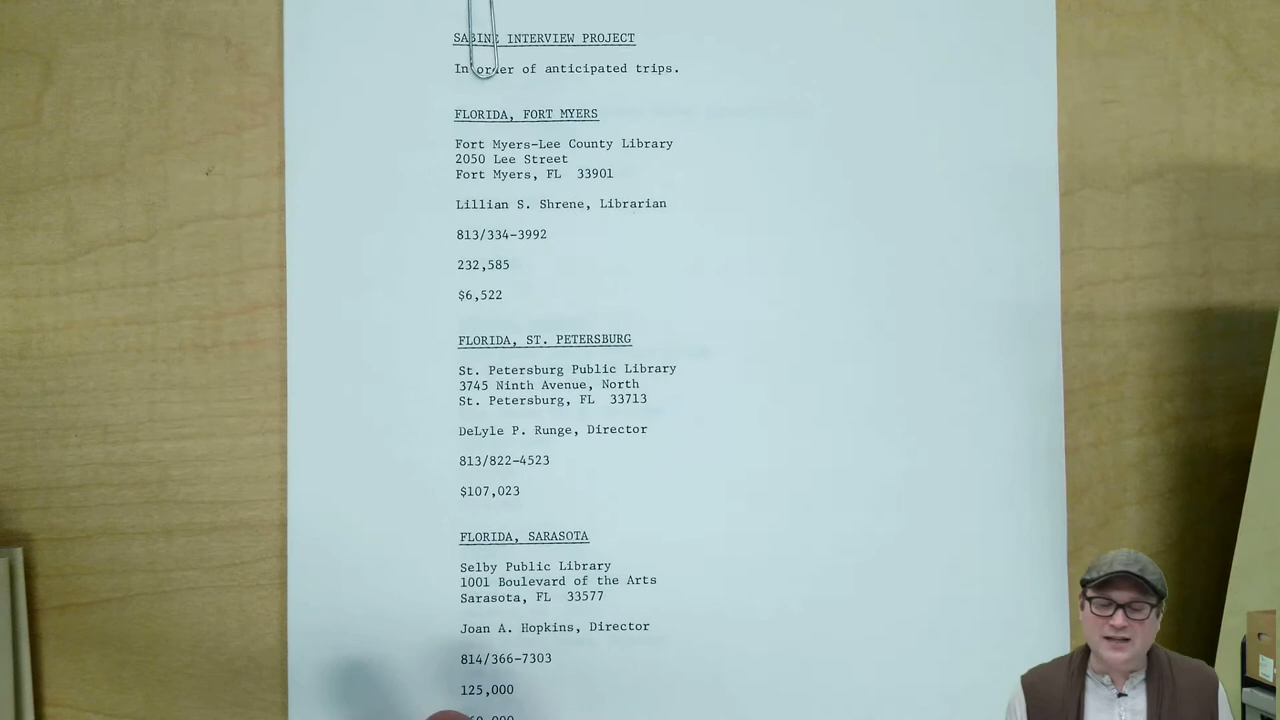 SABINE INTERVIEW PROJECT
In order of anticipated trips.
FLORIDA, FORT MYERS
Fort Myers-Lee County Library
2050 Lee Street
Fort Myers, FL 33901
Lillian S. Shrene, Librarian
813/334-3992
232,585
$6,522
FLORIDA, ST. PETERSBURG
St. Petersburg Public Library
3745 Ninth Avenue, North
St. Petersburg, FL 33713
DeLyle P. Runge, Director
813/822-4523
$107,023
FLORIDA, SARASOTA
Selby Public Library
1001 Boulevard of the Arts
Sarasota, FL 33577
Joan A. Hopkins, Director
814/366-7303
125,000